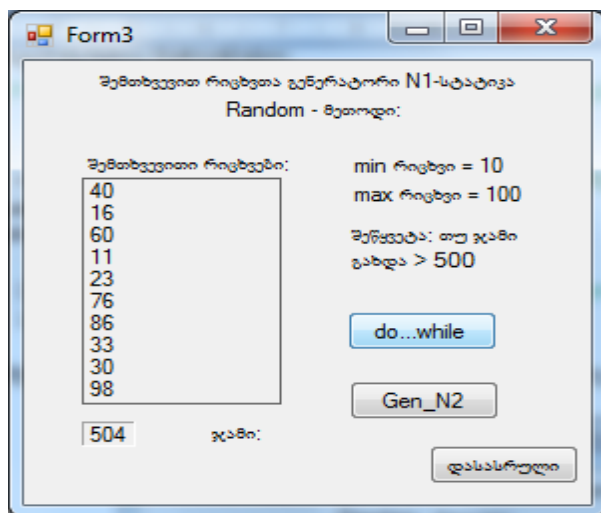 Form3
შემთხვევით რიცხვთა გენერატორი N1-სტატიკა
Random - მეთოდი:
შემთხვევითი რიცხვები:
40
16
60
11
23
76
86
33
30
98
504 ჯამი:
min რიცხვი = 10
max რიცხვი = 100
შეწყვეტა: თუ ჯამი
გახდა > 500
do...while
Gen_N2
დასასრული